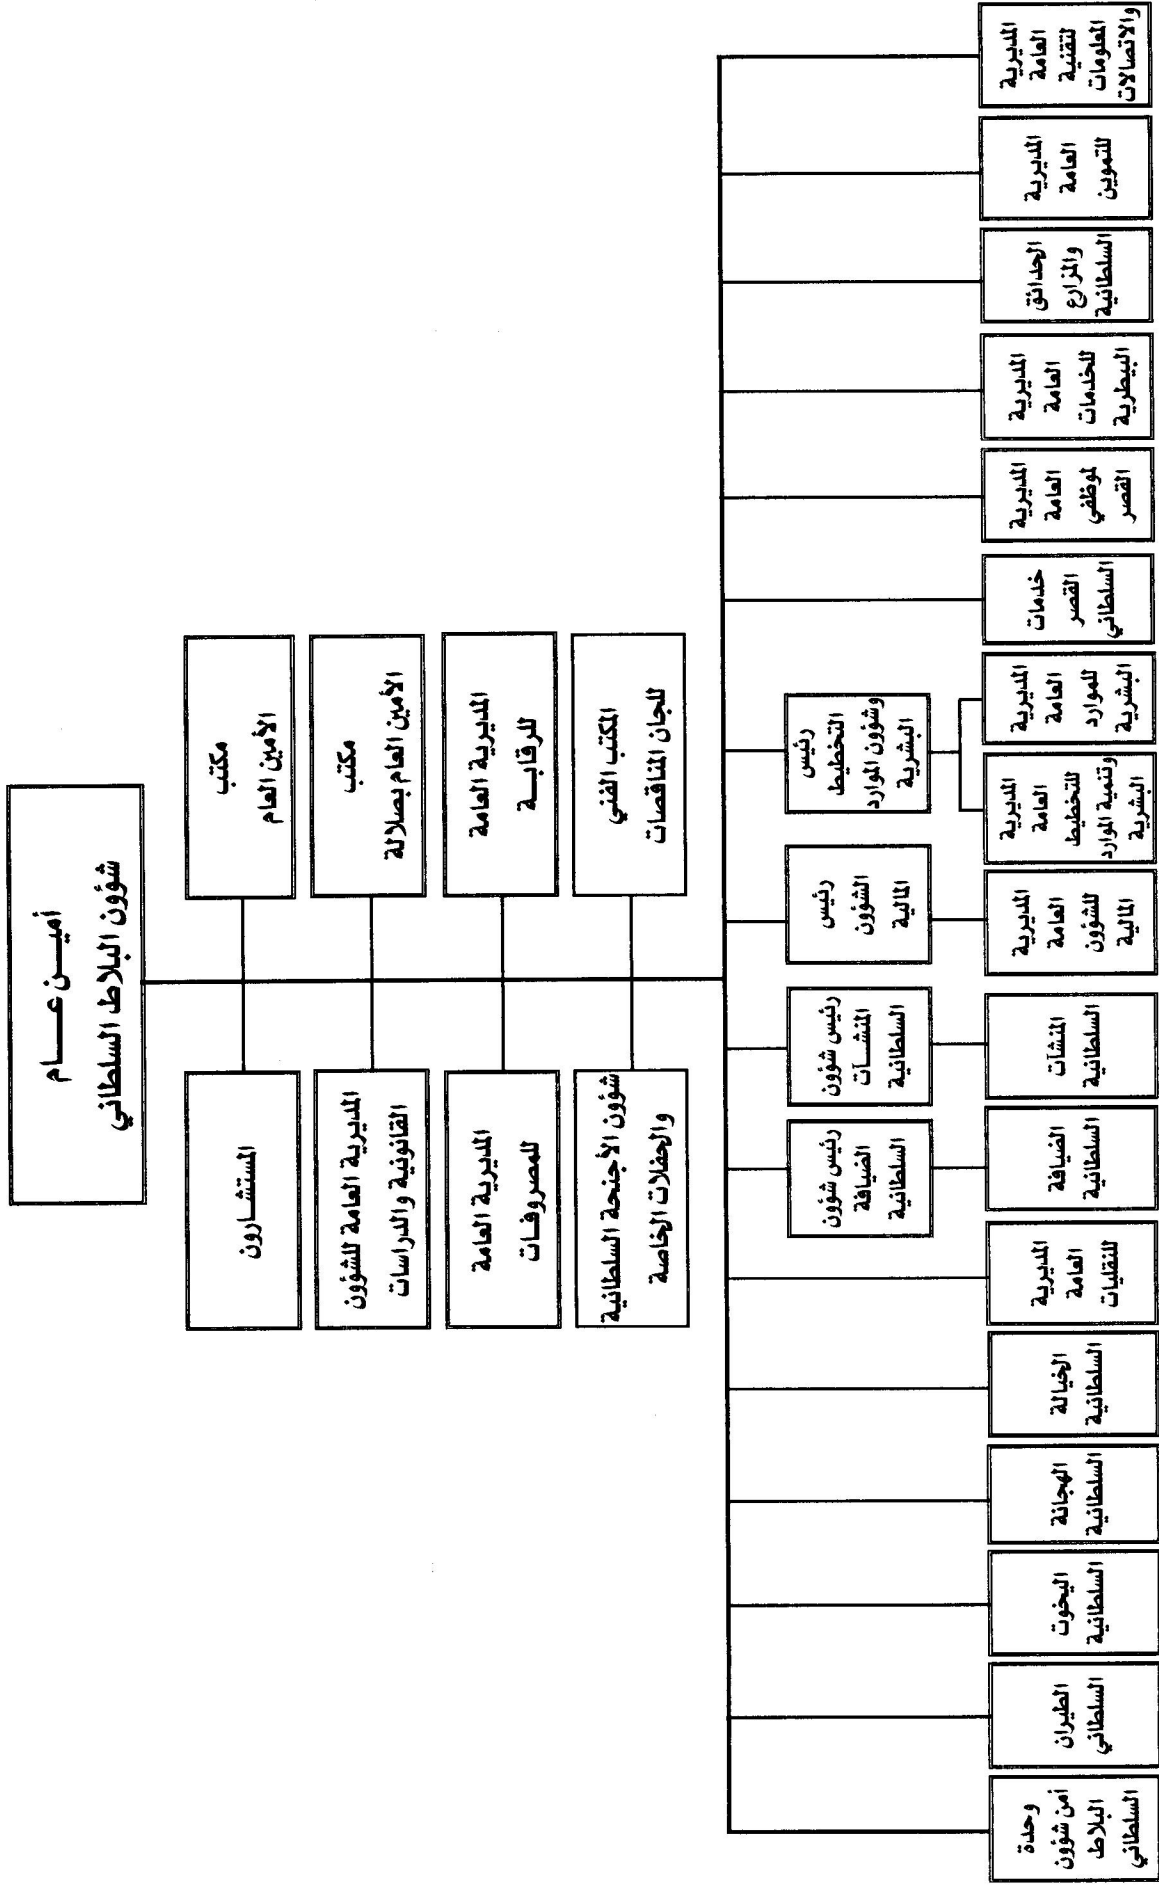 أميـــن عـــــام
شؤون البلاط السلطاني
مكتب
الأمين العام
المستشارون
مكتب
الأمين العام بصلالة
المديرية العامة للشؤون
القانونية والدراسات
المديرية العامة
للرقابـــة
المديرية العامة
للمصروفـات
المكتب الفني
للجان المناقصات
شؤون الأجنحة السلطانية
والحفلات الخاصة
رئيس
التخطيط
وشؤون الموارد
البشرية
رئيس
الشؤون
المالية
رئيس شؤون
المنشـــآت
السلطانية
رئيس شؤون
الضيافة
السلطانية
المديرية
العامة
لتقنية
المعلومات
والاتصالات
المديرية
العامة
للتموين
الحدائق
والمزارع
السلطانية
المديرية
العامة
للخدمات
البيطرية
المديرية
العامة
لموظفي
القصر
خدمات
القصر
السلطاني
المديرية
العامة
للموارد
البشرية
المديرية
العامة
للتخطيط
وتنمية الموارد
البشرية
المديرية
العامة
للشؤون
المالية
المنشآت
السلطانية
الضيافة
السلطانية
المديرية
العامة
للنقليات
الخيالة
السلطانية
الهجانة
السلطانية
اليخوت
السلطانية
الطيران
السلطاني
وحدة
أمن شؤون
البلاط
السلطاني